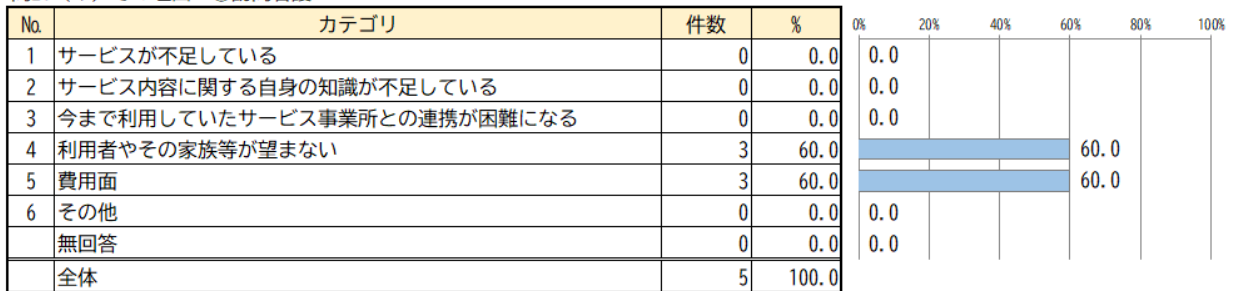 No. カテゴリ 件数 %
1 サービスが不足している 0 0.0
2 サービス内容に関する自身の知識が不足している 0 0.0
3 今まで利用していたサービス事業所との連携が困難になる 0 0.0
4 利用者やその家族等が望まない 3 60.0
5 費用面 3 60.0
6 その他 0 0.0
無回答 0 0.0
全体 5 100.0
0% 20% 40% 60% 80% 100%
0.0
0.0
0.0
60.0
60.0
0.0
0.0